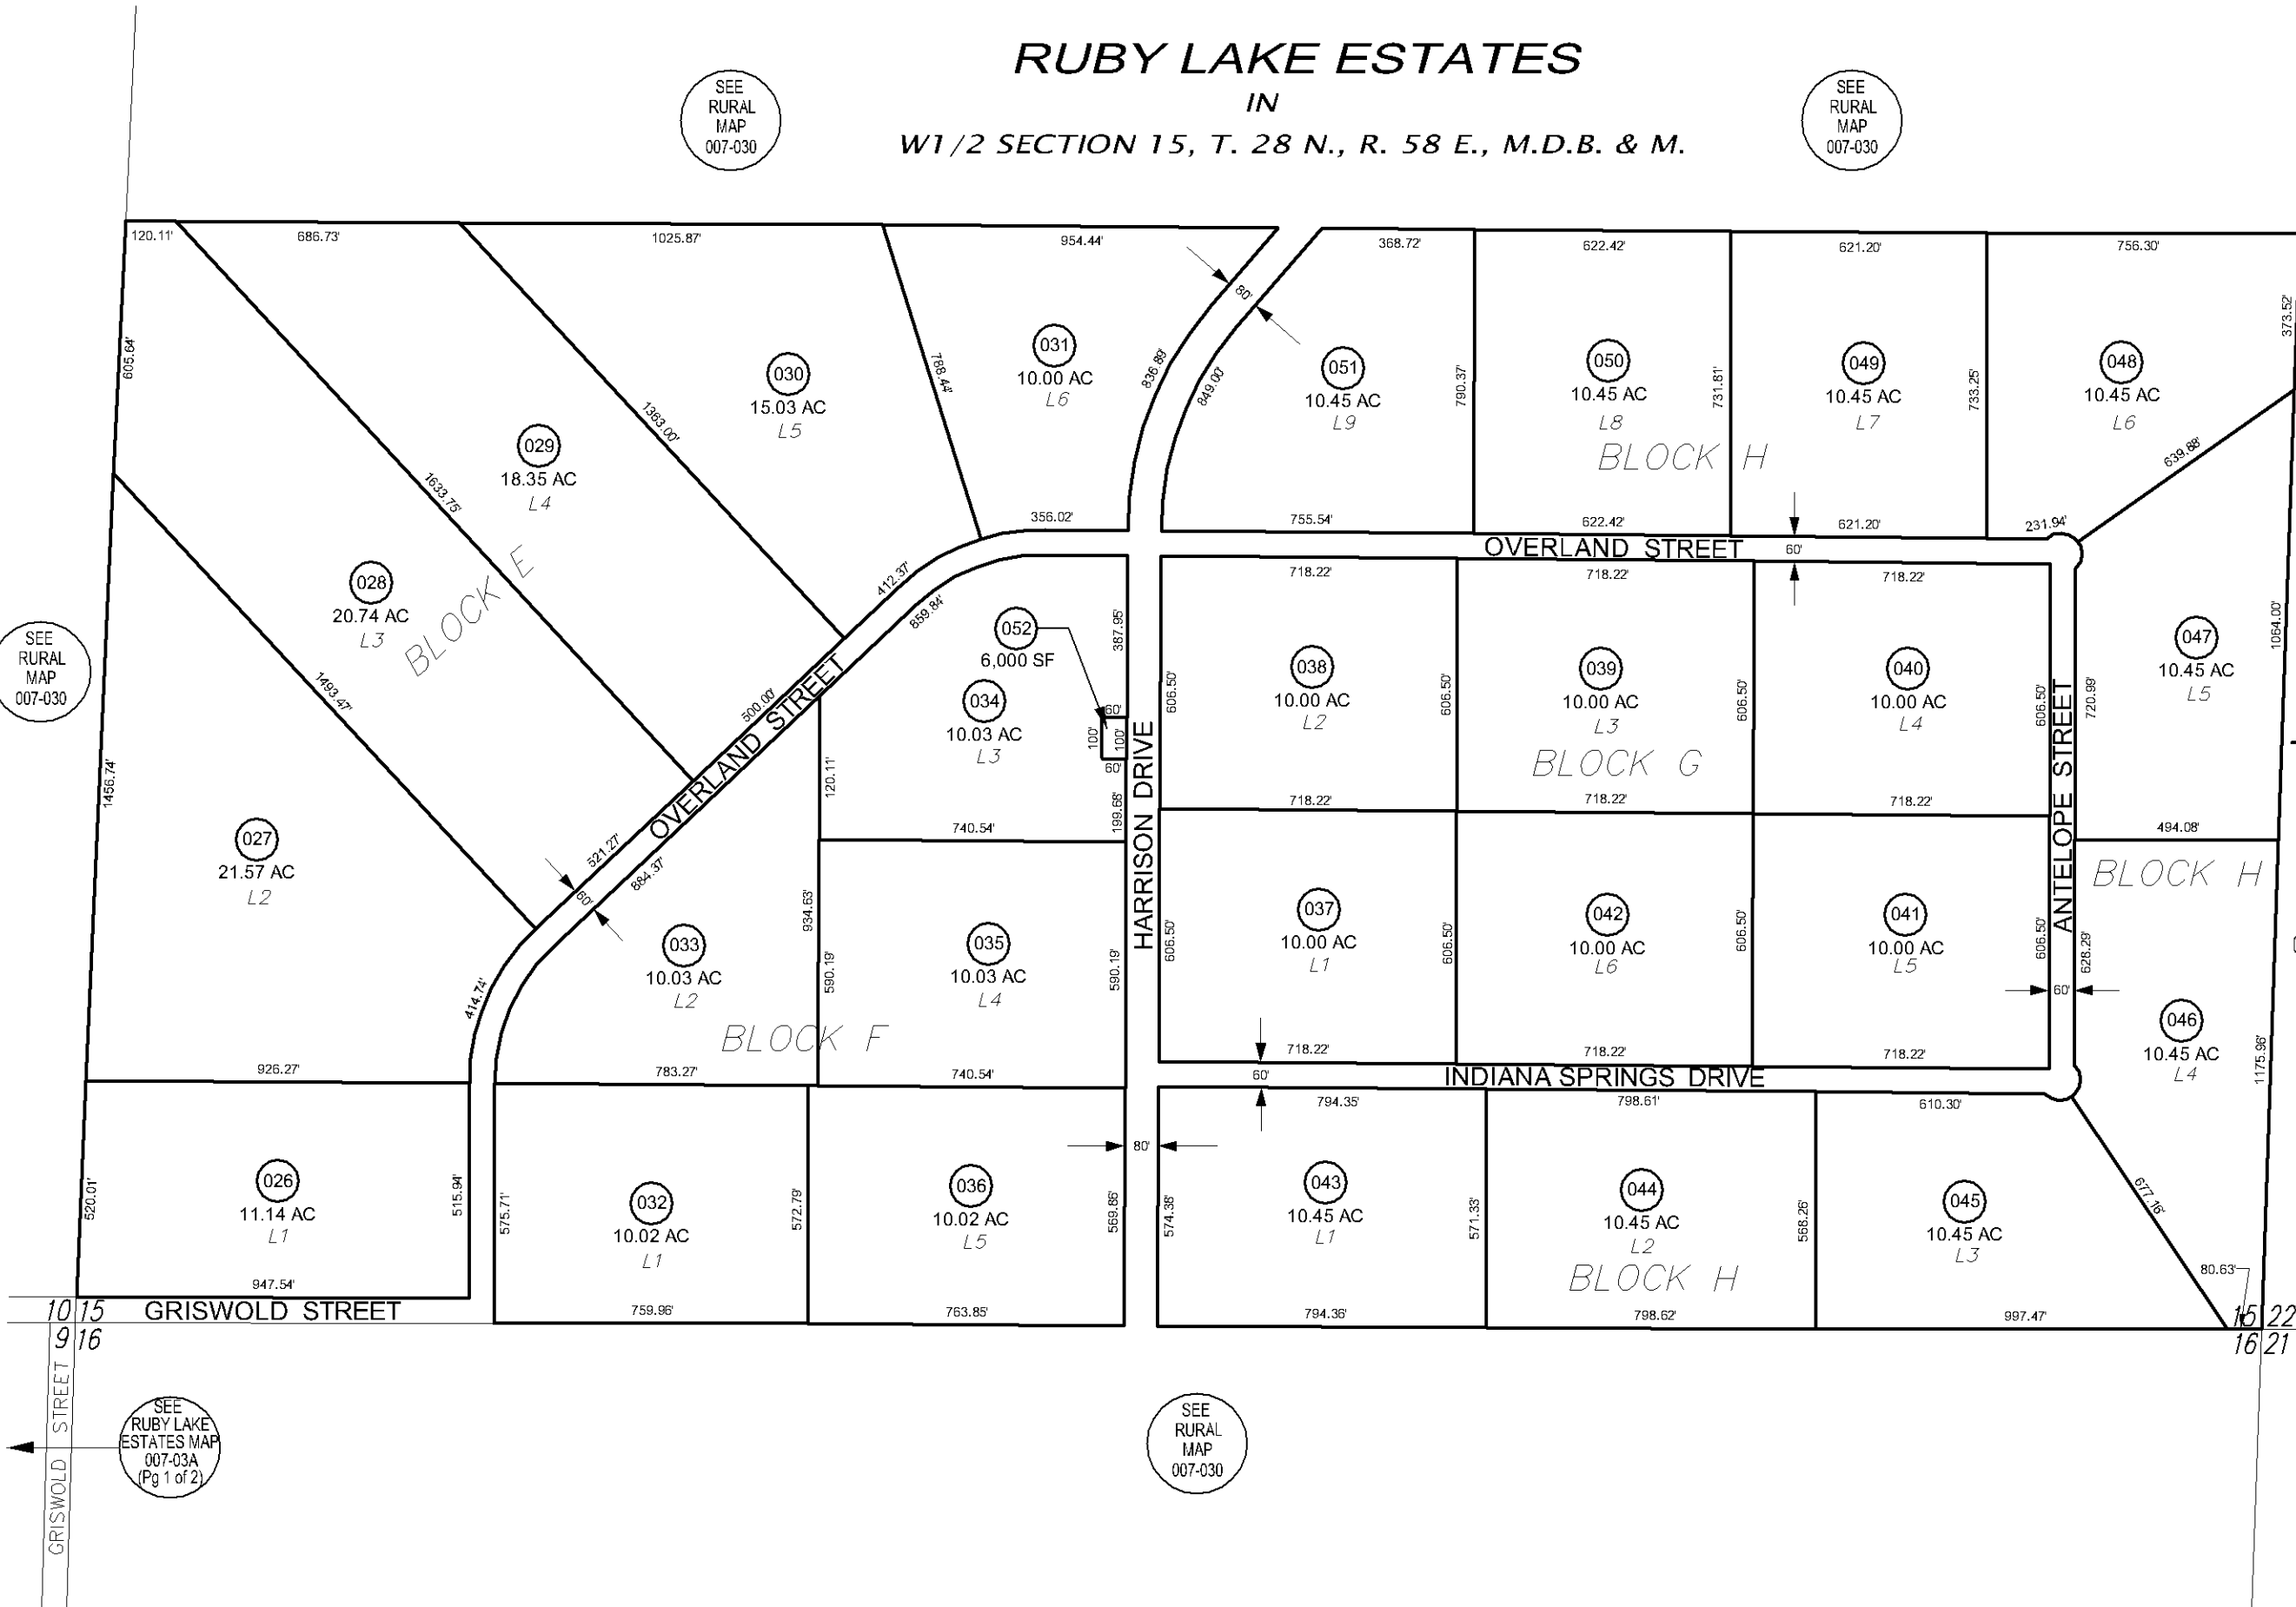 RUBY LAKE ESTATES
IN
W1/2 SECTION 15, T. 28 N., R. 58 E., M.D.B. & M.
SEE
RURAL
MAP
007-030
SEE
RURAL
MAP
007-030
120.11'
686.73'
1025.87'
954.44'
368.72'
622.42'
621.20'
756.30'
605.64'
373.52'
80'
031
10.00 AC
L6
030
15.03 AC
L5
788.44'
836.89'
849.00'
051
10.45 AC
L9
790.37'
050
10.45 AC
L8
731.81'
049
10.45 AC
L7
733.25'
048
10.45 AC
L6
BLOCK H
639.88'
029
18.35 AC
L4
1363.00'
1633.75'
356.02'
755.54'
622.42'
621.20'
231.94'
OVERLAND STREET
60'
028
20.74 AC
L3
BLOCK E
412.37'
859.84'
718.22'
718.22'
718.22'
SEE
RURAL
MAP
007-030
1493.47'
500.00'
OVERLAND STREET
052
6,000 SF
387.95'
60'
100'
100'
60'
034
10.03 AC
L3
120.11'
199.68'
740.54'
HARRISON DRIVE
606.50'
038
10.00 AC
L2
606.50'
039
10.00 AC
L3
606.50'
040
10.00 AC
L4
606.50'
BLOCK G
ANTELOPE STREET
720.99'
047
10.45 AC
L5
1064.00'
718.22'
718.22'
718.22'
494.08'
BLOCK H
1456.74'
027
21.57 AC
L2
521.27'
884.37'
60'
033
10.03 AC
L2
934.63'
590.19'
035
10.03 AC
L4
590.19'
606.50'
037
10.00 AC
L1
606.50'
042
10.00 AC
L6
606.50'
041
10.00 AC
L5
606.50'
628.29'
60'
414.74'
BLOCK F
046
10.45 AC
L4
1175.96'
926.27'
783.27'
740.54'
718.22'
718.22'
718.22'
60'
INDIANA SPRINGS DRIVE
794.35'
798.61'
610.30'
520.01'
026
11.14 AC
L1
515.94'
575.71'
032
10.02 AC
L1
572.79'
036
10.02 AC
L5
569.86'
80'
574.38'
043
10.45 AC
L1
571.33'
044
10.45 AC
L2
BLOCK H
568.26'
045
10.45 AC
L3
677.16'
80.63'
947.54'
759.96'
763.85'
794.36'
798.62'
997.47'
10 15
9 16
GRISWOLD STREET
15 22
16 21
GRISWOLD STREET
SEE
RUBY LAKE
ESTATES MAP
007-03A
(Pg 1 of 2)
SEE
RURAL
MAP
007-030